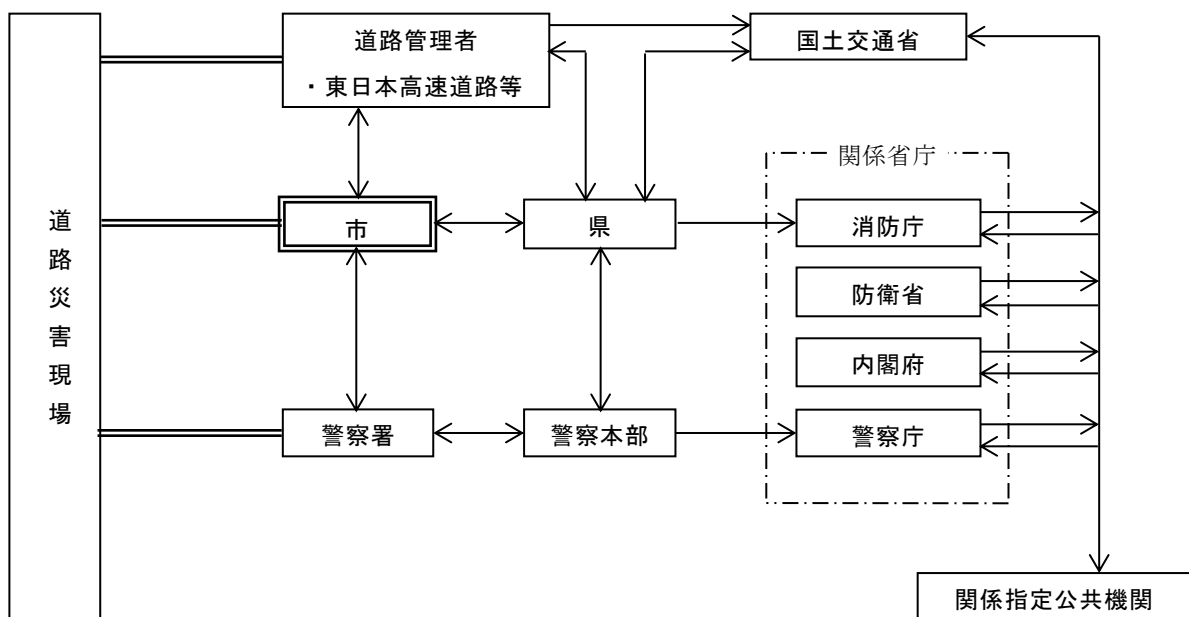 道路管理者
・東日本高速道路等
国土交通省
関係省庁
道路災害現場
市
県
消防庁
防衛省
内閣府
警察署
警察本部
警察庁
関係指定公共機関